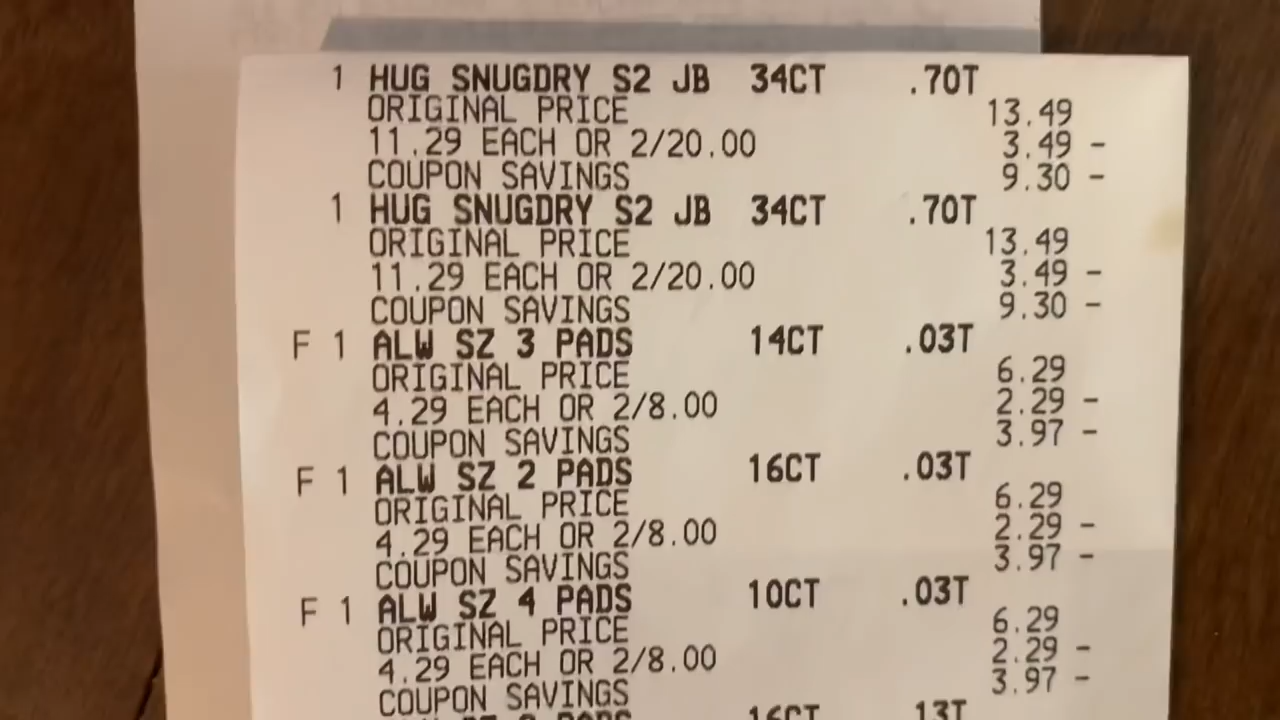 1 HUG SNUGDRY S2 JB 34CT .70T
ORIGINAL PRICE 13.49
11.29 EACH OR 2/20.00 3.49 -
COUPON SAVINGS 9.30 -
1 HUG SNUGDRY S2 JB 34CT .70T
ORIGINAL PRICE 13.49
11.29 EACH OR 2/20.00 3.49 -
COUPON SAVINGS 9.30 -
F 1 ALW SZ 3 PADS 14CT .03T
ORIGINAL PRICE 6.29
4.29 EACH OR 2/8.00 2.29 -
COUPON SAVINGS 3.97 -
F 1 ALW SZ 2 PADS 16CT .03T
ORIGINAL PRICE 6.29
4.29 EACH OR 2/8.00 2.29 -
COUPON SAVINGS 3.97 -
F 1 ALW SZ 4 PADS 10CT .03T
ORIGINAL PRICE 6.29
4.29 EACH OR 2/8.00 2.29 -
COUPON SAVINGS 3.97 -
PADS 16CT 13T